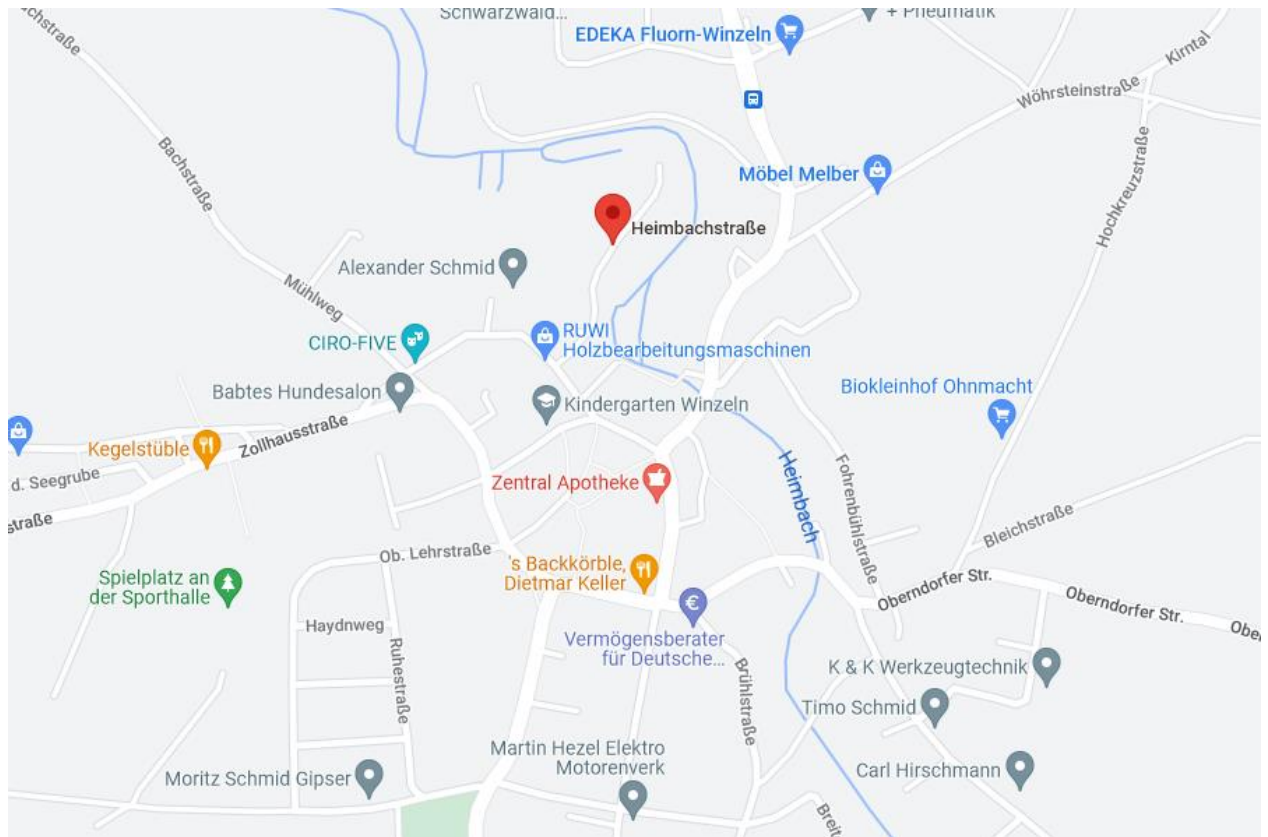 Schwarzwald...
+ Pneumatik
EDEKA Fluorn-Winzeln
Kirntal
Wöhrsteinstraße
Bachstraße
Möbel Melber
Hochkreuzstraße
Heimbachstraße
Alexander Schmid
Mühlweg
CIRO-FIVE
RUWI
Holzbearbeitungsmaschinen
Babtes Hundesalon
Biokleinhof Ohnmacht
Kindergarten Winzeln
Zollhausstraße
Kegelstüble
d. Seegrube
Zentral Apotheke
Heimbach
Fohrenbühlstraße
straße
Bleichstraße
Ob. Lehrstraße
's Backkörble,
Dietmar Keller
Spielplatz an
der Sporthalle
Oberndorfer Str.
Oberndorfer Str.
Haydnweg
Ruhestraße
Vermögensberater
für Deutsche...
Brühlstraße
K & K Werkzeugtechnik
Timo Schmid
Martin Hezel Elektro
Motorenverk
Moritz Schmid Gipser
Carl Hirschmann
Breit